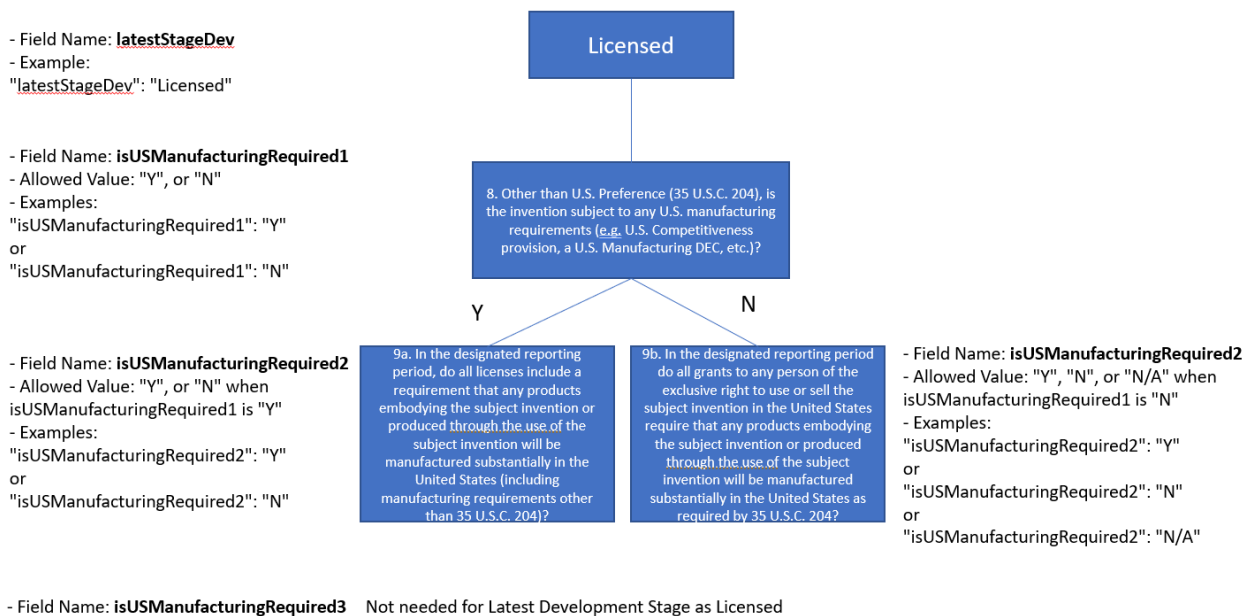 - Field Name: latestStageDev
- Example:
"latestStageDev": "Licensed"
Licensed
- Field Name: isUSManufacturingRequired1
- Allowed Value: "Y", or "N"
- Examples:
"isUSManufacturingRequired1": "Y"
or
"isUSManufacturingRequired1": "N"
8. Other than U.S. Preference (35 U.S.C. 204), is
the invention subject to any U.S. manufacturing
requirements (e.g. U.S. Competitiveness
provision, a U.S. Manufacturing DEC, etc.)?
Y
N
- Field Name: isUSManufacturingRequired2
- Allowed Value: "Y", or "N" when
isUSManufacturingRequired1 is "Y"
- Examples:
"isUSManufacturingRequired2": "Y"
or
"isUSManufacturingRequired2": "N"
9a. In the designated reporting
period, do all licenses include a
requirement that any products
embodying the subject invention or
produced through the use of the
subject invention will be
manufactured substantially in the
United States (including
manufacturing requirements other
than 35 U.S.C. 204)?
9b. In the designated reporting period
do all grants to any person of the
exclusive right to use or sell the
subject invention in the United States
require that any products embodying
the subject invention or produced
through the use of the subject
invention will be manufactured
substantially in the United States as
required by 35 U.S.C. 204?
- Field Name: isUSManufacturingRequired2
- Allowed Value: "Y", "N", or "N/A" when
isUSManufacturingRequired1 is "N"
- Examples:
"isUSManufacturingRequired2": "Y"
or
"isUSManufacturingRequired2": "N"
or
"isUSManufacturingRequired2": "N/A"
- Field Name: isUSManufacturingRequired3 Not needed for Latest Development Stage as Licensed